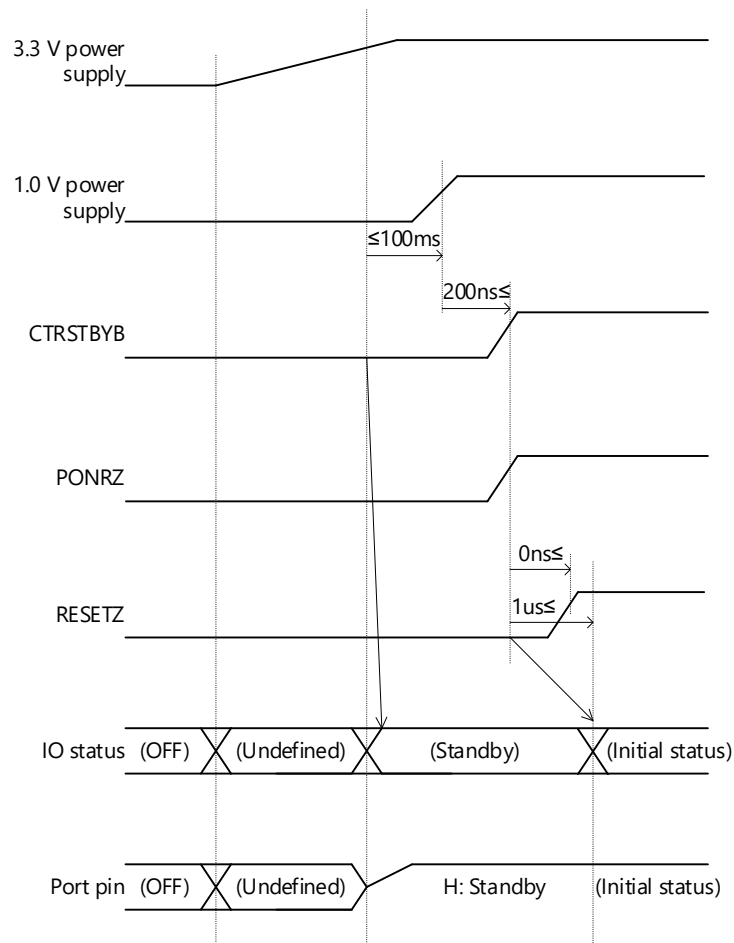 3.3 V power
supply
1.0 V power
supply
≤100ms
200ns≤
CTRSTBYB
PONRZ
0ns≤
1us≤
RESETZ
IO status (OFF) (Undefined) (Standby) (Initial status)
Port pin (OFF) (Undefined) H: Standby (Initial status)